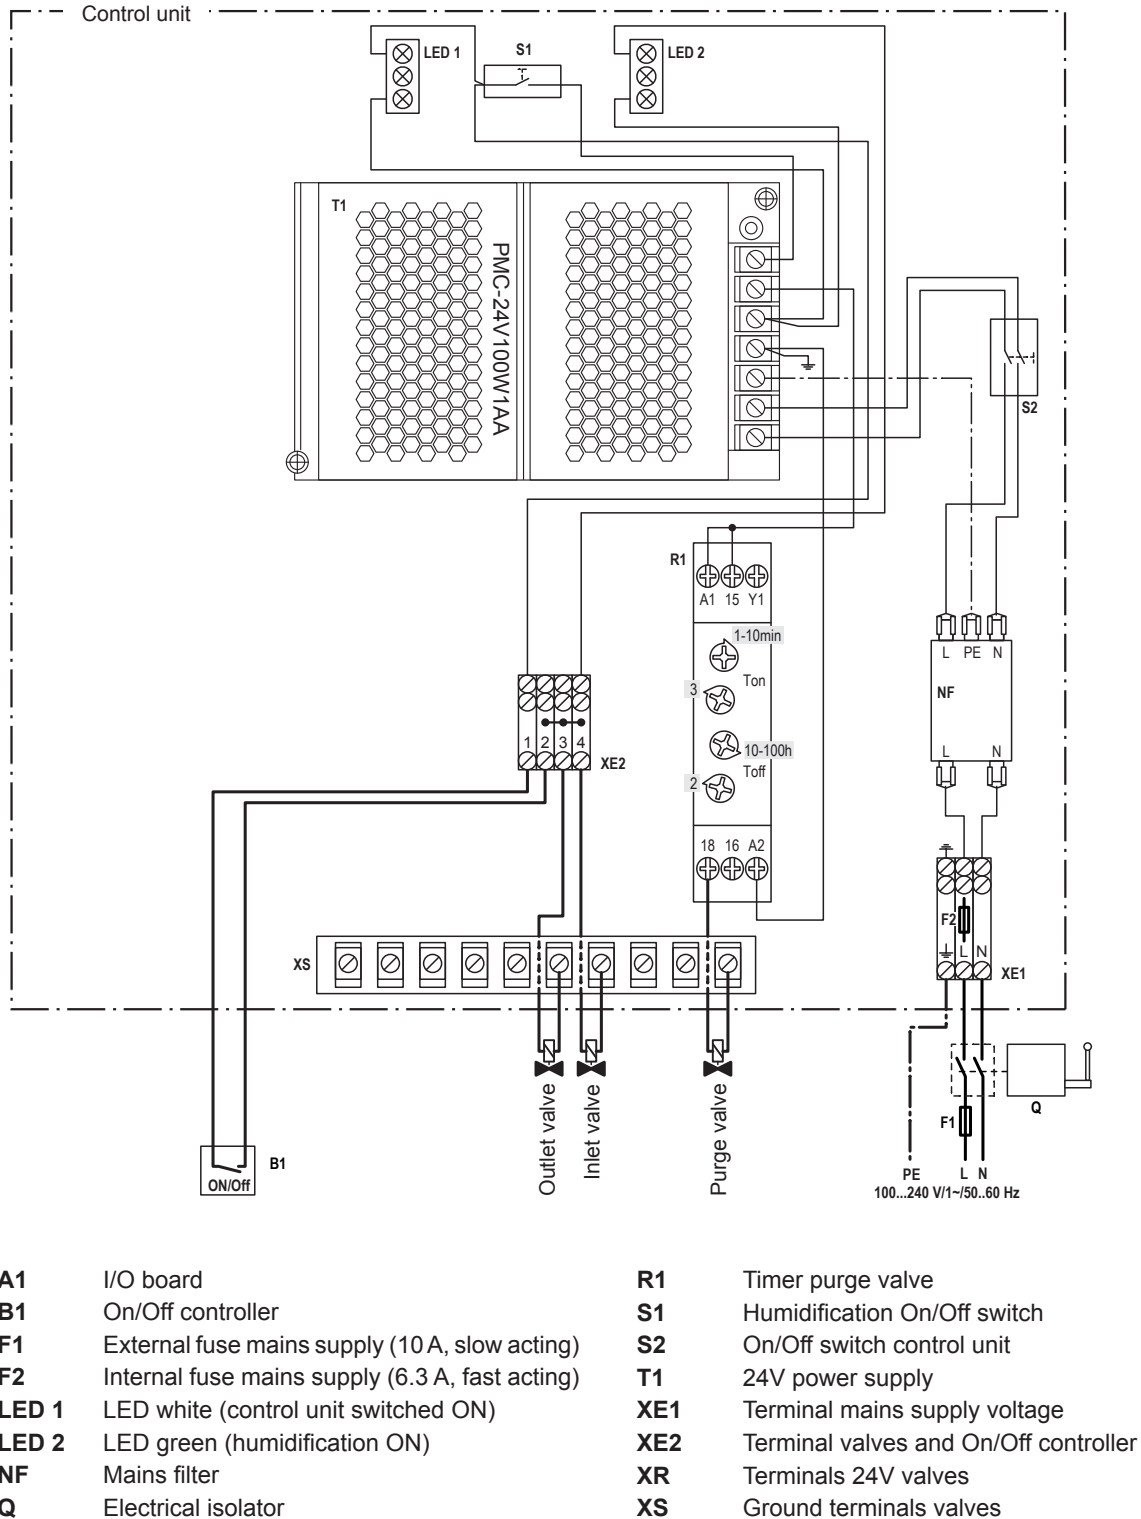 Control unit
LED 1
S1
LED 2
T1
PMC-24V100W1AA
S2
R1
A1 15 Y1
1-10min
Ton
3
10-100h
Toff
2
18 16 A2
L PE N
NF
L N
1 2 3 4
XE2
F2
L N
XE1
XS
Outlet valve
Inlet valve
Purge valve
B1
ON/Off
Q
F1
PE L N
100...240 V/1~/50..60 Hz
A1 I/O board
B1 On/Off controller
F1 External fuse mains supply (10 A, slow acting)
F2 Internal fuse mains supply (6.3 A, fast acting)
LED 1 LED white (control unit switched ON)
LED 2 LED green (humidification ON)
NF Mains filter
Q Electrical isolator
R1 Timer purge valve
S1 Humidification On/Off switch
S2 On/Off switch control unit
T1 24V power supply
XE1 Terminal mains supply voltage
XE2 Terminal valves and On/Off controller
XR Terminals 24V valves
XS Ground terminals valves